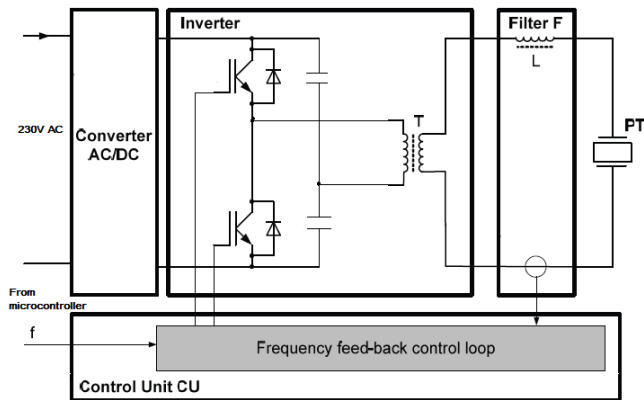 Inverter
Filter F
L
230V AC
Converter
AC/DC
T
PT
From
microcontroller
f
Frequency feed-back control loop
Control Unit CU